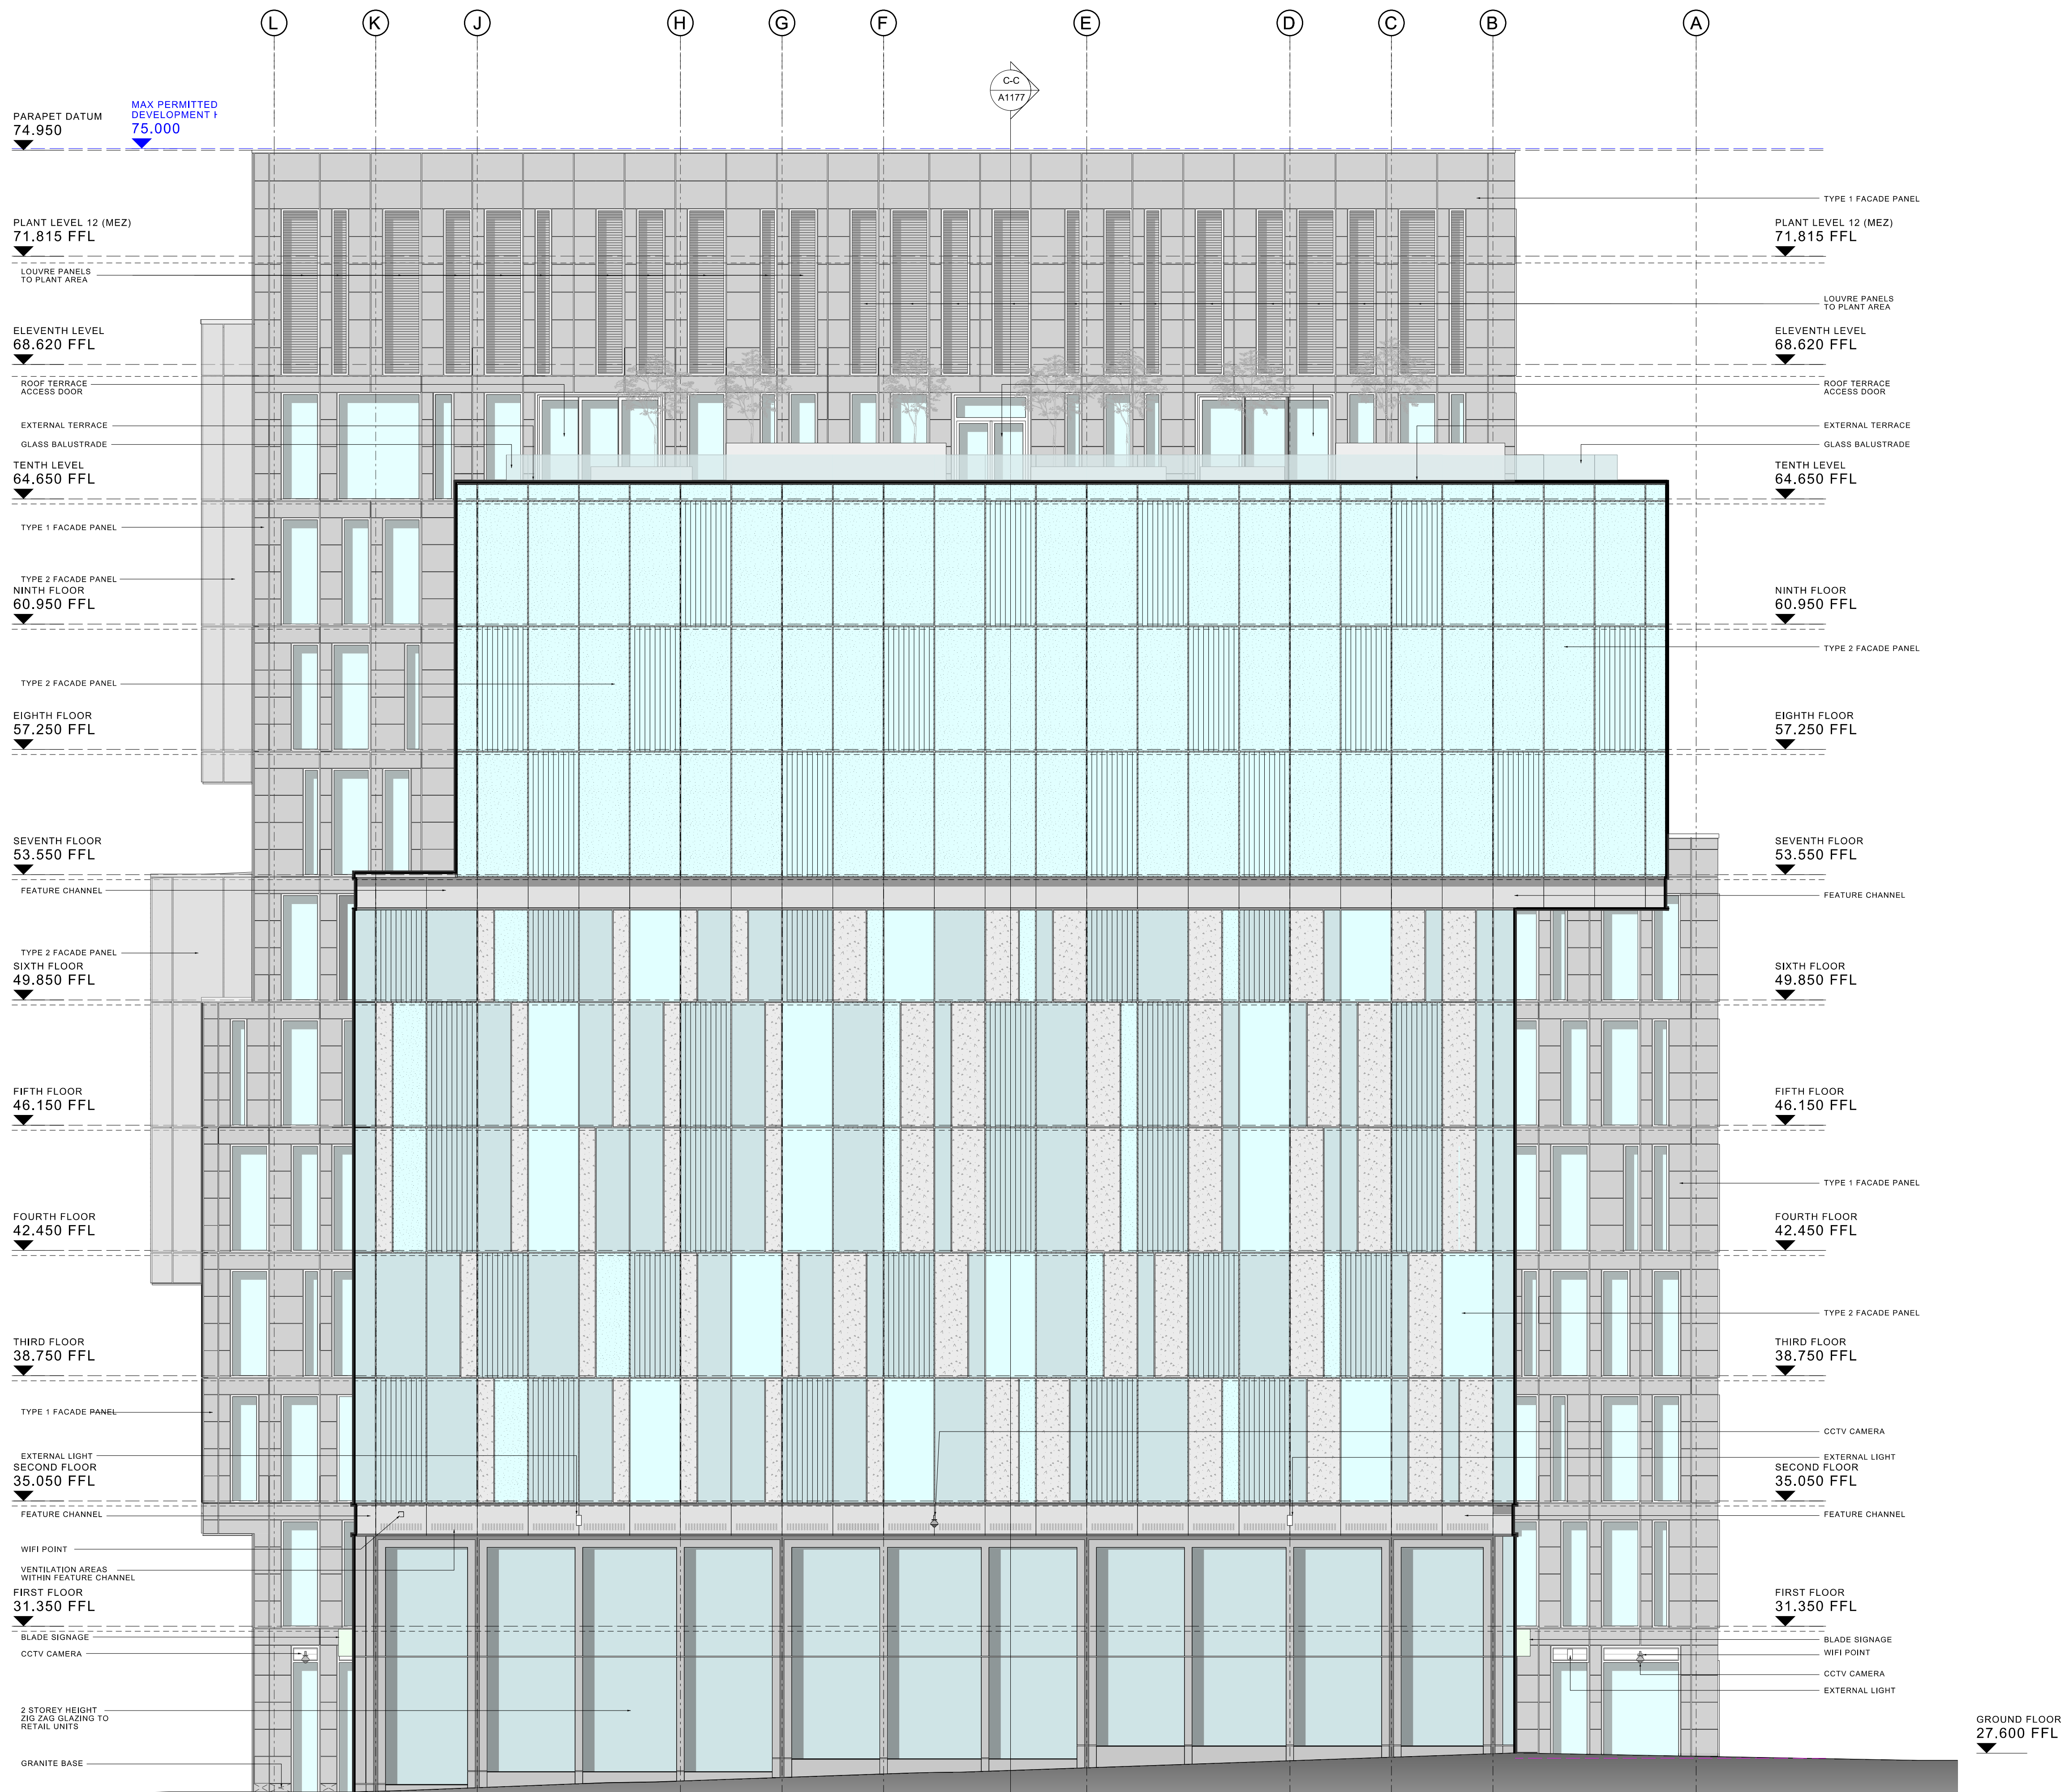 L
K
J
H
G
F
E
D
C
B
A
C-C
A1177
PARAPET DATUM
74.950
MAX PERMITTED
DEVELOPMENT H
75.000
PLANT LEVEL 12 (MEZ)
71.815 FFL
LOUVRE PANELS
TO PLANT AREA
ELEVENTH LEVEL
68.620 FFL
ROOF TERRACE
ACCESS DOOR
EXTERNAL TERRACE
GLASS BALUSTRADE
TENTH LEVEL
64.650 FFL
TYPE 1 FACADE PANEL
TYPE 2 FACADE PANEL
NINTH FLOOR
60.950 FFL
TYPE 2 FACADE PANEL
EIGHTH FLOOR
57.250 FFL
SEVENTH FLOOR
53.550 FFL
FEATURE CHANNEL
TYPE 2 FACADE PANEL
SIXTH FLOOR
49.850 FFL
FIFTH FLOOR
46.150 FFL
FOURTH FLOOR
42.450 FFL
THIRD FLOOR
38.750 FFL
TYPE 1 FACADE PANEL
EXTERNAL LIGHT
SECOND FLOOR
35.050 FFL
FEATURE CHANNEL
WIFI POINT
VENTILATION AREAS
WITHIN FEATURE CHANNEL
FIRST FLOOR
31.350 FFL
BLADE SIGNAGE
CCTV CAMERA
2 STOREY HEIGHT
ZIG ZAG GLAZING TO
RETAIL UNITS
GRANITE BASE
TYPE 1 FACADE PANEL
PLANT LEVEL 12 (MEZ)
71.815 FFL
LOUVRE PANELS
TO PLANT AREA
ELEVENTH LEVEL
68.620 FFL
ROOF TERRACE
ACCESS DOOR
EXTERNAL TERRACE
GLASS BALUSTRADE
TENTH LEVEL
64.650 FFL
NINTH FLOOR
60.950 FFL
TYPE 2 FACADE PANEL
EIGHTH FLOOR
57.250 FFL
SEVENTH FLOOR
53.550 FFL
FEATURE CHANNEL
SIXTH FLOOR
49.850 FFL
FIFTH FLOOR
46.150 FFL
TYPE 1 FACADE PANEL
FOURTH FLOOR
42.450 FFL
TYPE 2 FACADE PANEL
THIRD FLOOR
38.750 FFL
CCTV CAMERA
EXTERNAL LIGHT
SECOND FLOOR
35.050 FFL
FEATURE CHANNEL
FIRST FLOOR
31.350 FFL
BLADE SIGNAGE
WIFI POINT
CCTV CAMERA
EXTERNAL LIGHT
GROUND FLOOR
27.600 FFL